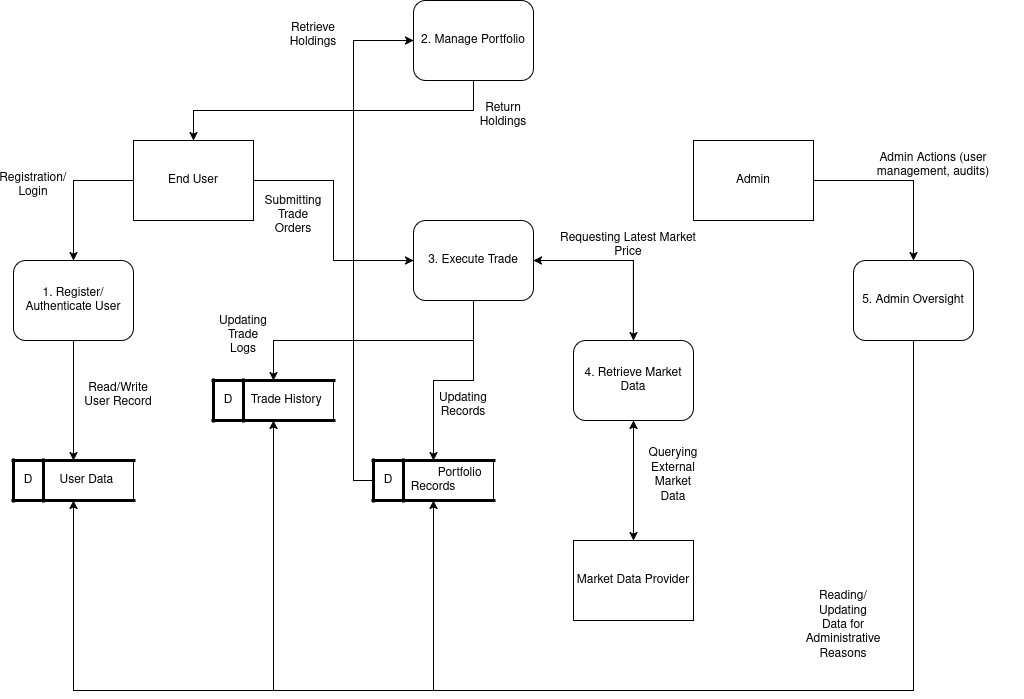 Retrieve
Holdings
2. Manage Portfolio
Return
Holdings
Registration/
Login
End User
Submitting
Trade
Orders
Admin
Admin Actions (user
management, audits)
1. Register/
Authenticate User
3. Execute Trade
Requesting Latest Market
Price
5. Admin Oversight
Updating
Trade
Logs
Read/Write
User Record
D
Trade History
Updating
Records
4. Retrieve Market
Data
D
User Data
D
Portfolio
Records
Querying
External
Market
Data
Market Data Provider
Reading/
Updating
Data for
Administrative
Reasons